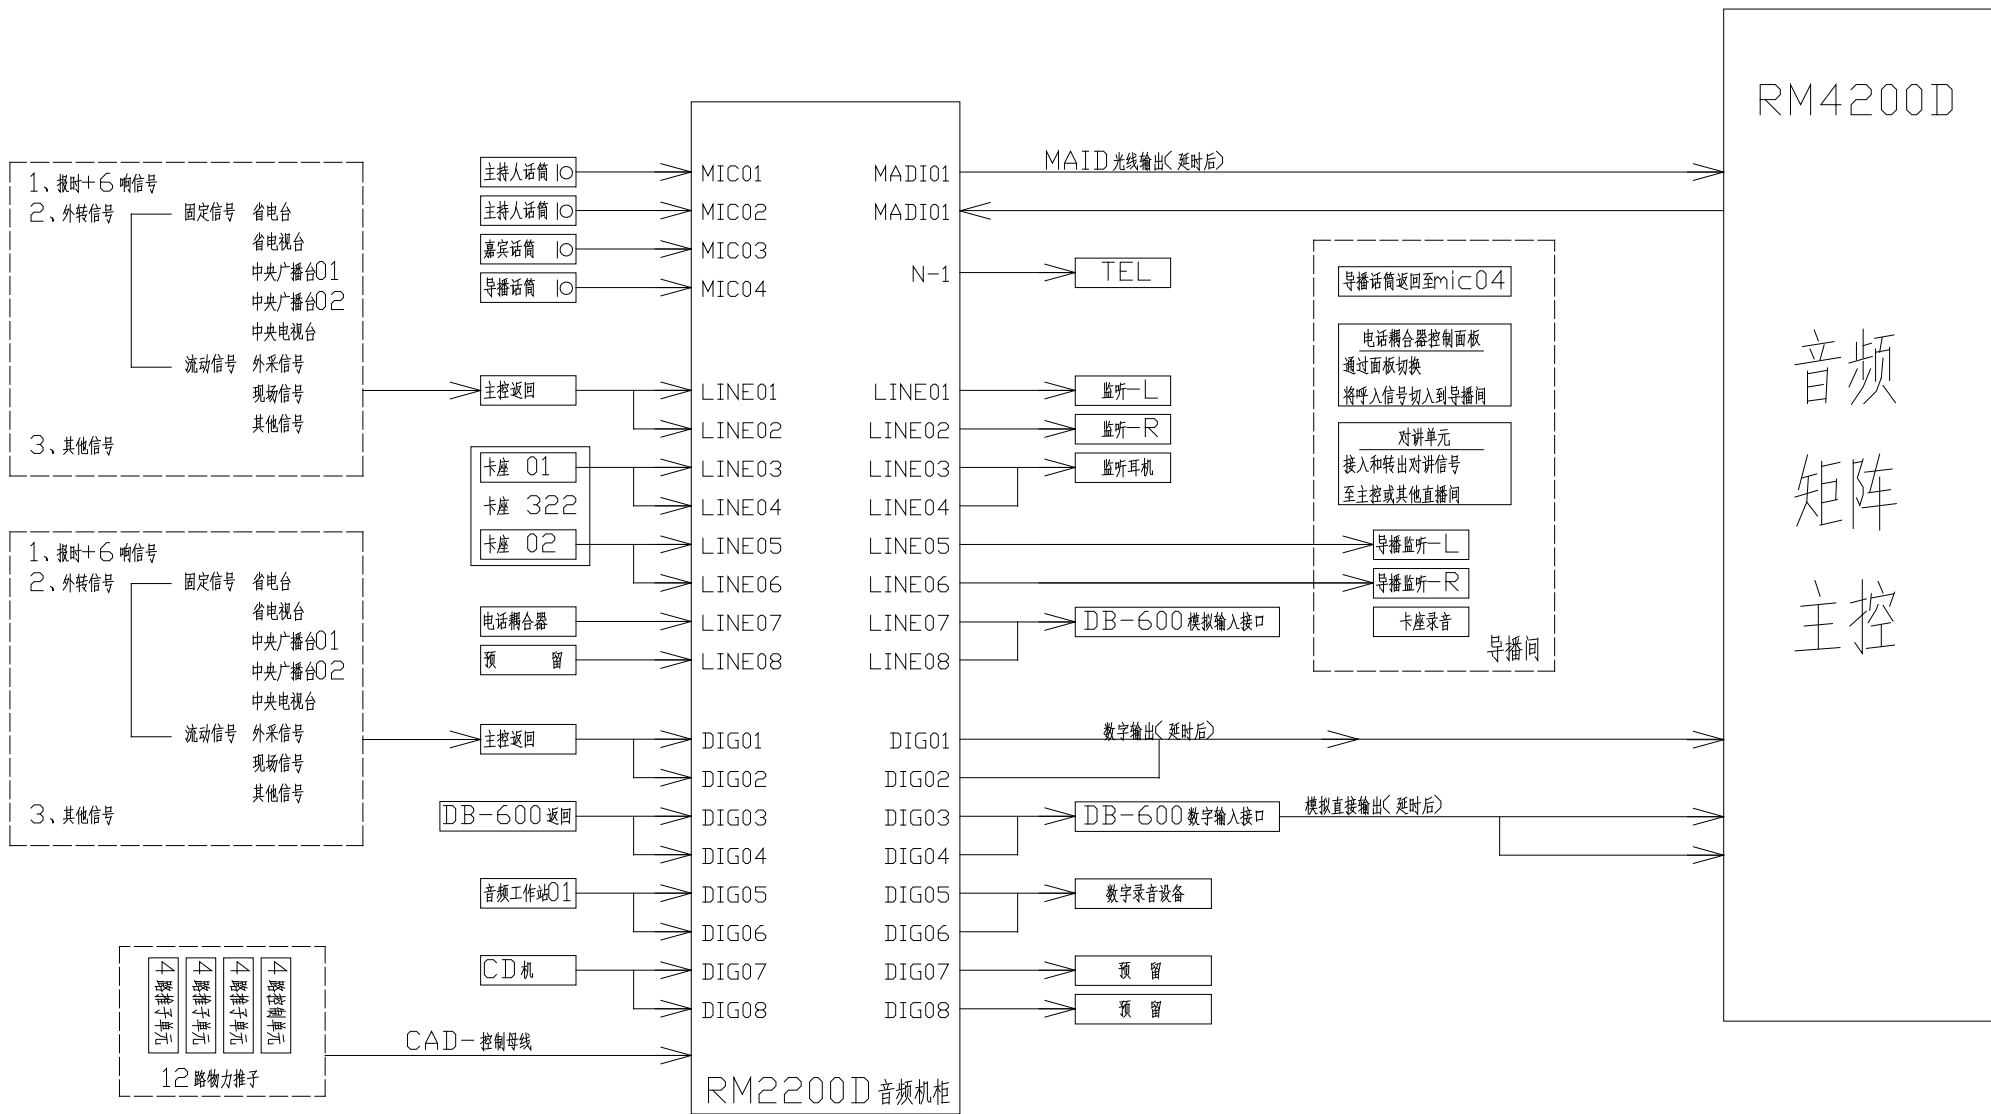 RM4200D
音频
矩阵
主控
1、报时+6响信号
2、外转信号
固定信号 省电台
省电视台
中央广播台01
中央广播台02
中央电视台
流动信号 外采信号
现场信号
其他信号
3、其他信号
1、报时+6响信号
2、外转信号
固定信号 省电台
省电视台
中央广播台01
中央广播台02
中央电视台
流动信号 外采信号
现场信号
其他信号
3、其他信号
4路推子单元
4路推子单元
4路推子单元
4路控制单元
12路物力推子
CAD-控制母线
主持人话筒
主持人话筒
嘉宾话筒
导播话筒
主控返回
卡座 01
卡座 322
卡座 02
电话耦合器
预 留
主控返回
DB-600返回
音频工作站01
CD机
MIC01
MIC02
MIC03
MIC04
LINE01
LINE02
LINE03
LINE04
LINE05
LINE06
LINE07
LINE08
DIG01
DIG02
DIG03
DIG04
DIG05
DIG06
DIG07
DIG08
MADI01
MADI01
N-1
LINE01
LINE02
LINE03
LINE04
LINE05
LINE06
LINE07
LINE08
DIG01
DIG02
DIG03
DIG04
DIG05
DIG06
DIG07
DIG08
RM2200D音频机柜
MAID光线输出(延时后)
TEL
监听-L
监听-R
监听耳机
DB-600模拟输入接口
数字输出(延时后)
DB-600数字输入接口
模拟直接输出(延时后)
数字录音设备
预 留
预 留
导播话筒返回至mic04
电话耦合器控制面板
通过面板切换
将呼入信号切入到导播间
对讲单元
接入和转出对讲信号
至主控或其他直播间
导播监听-L
导播监听-R
卡座录音
导播间